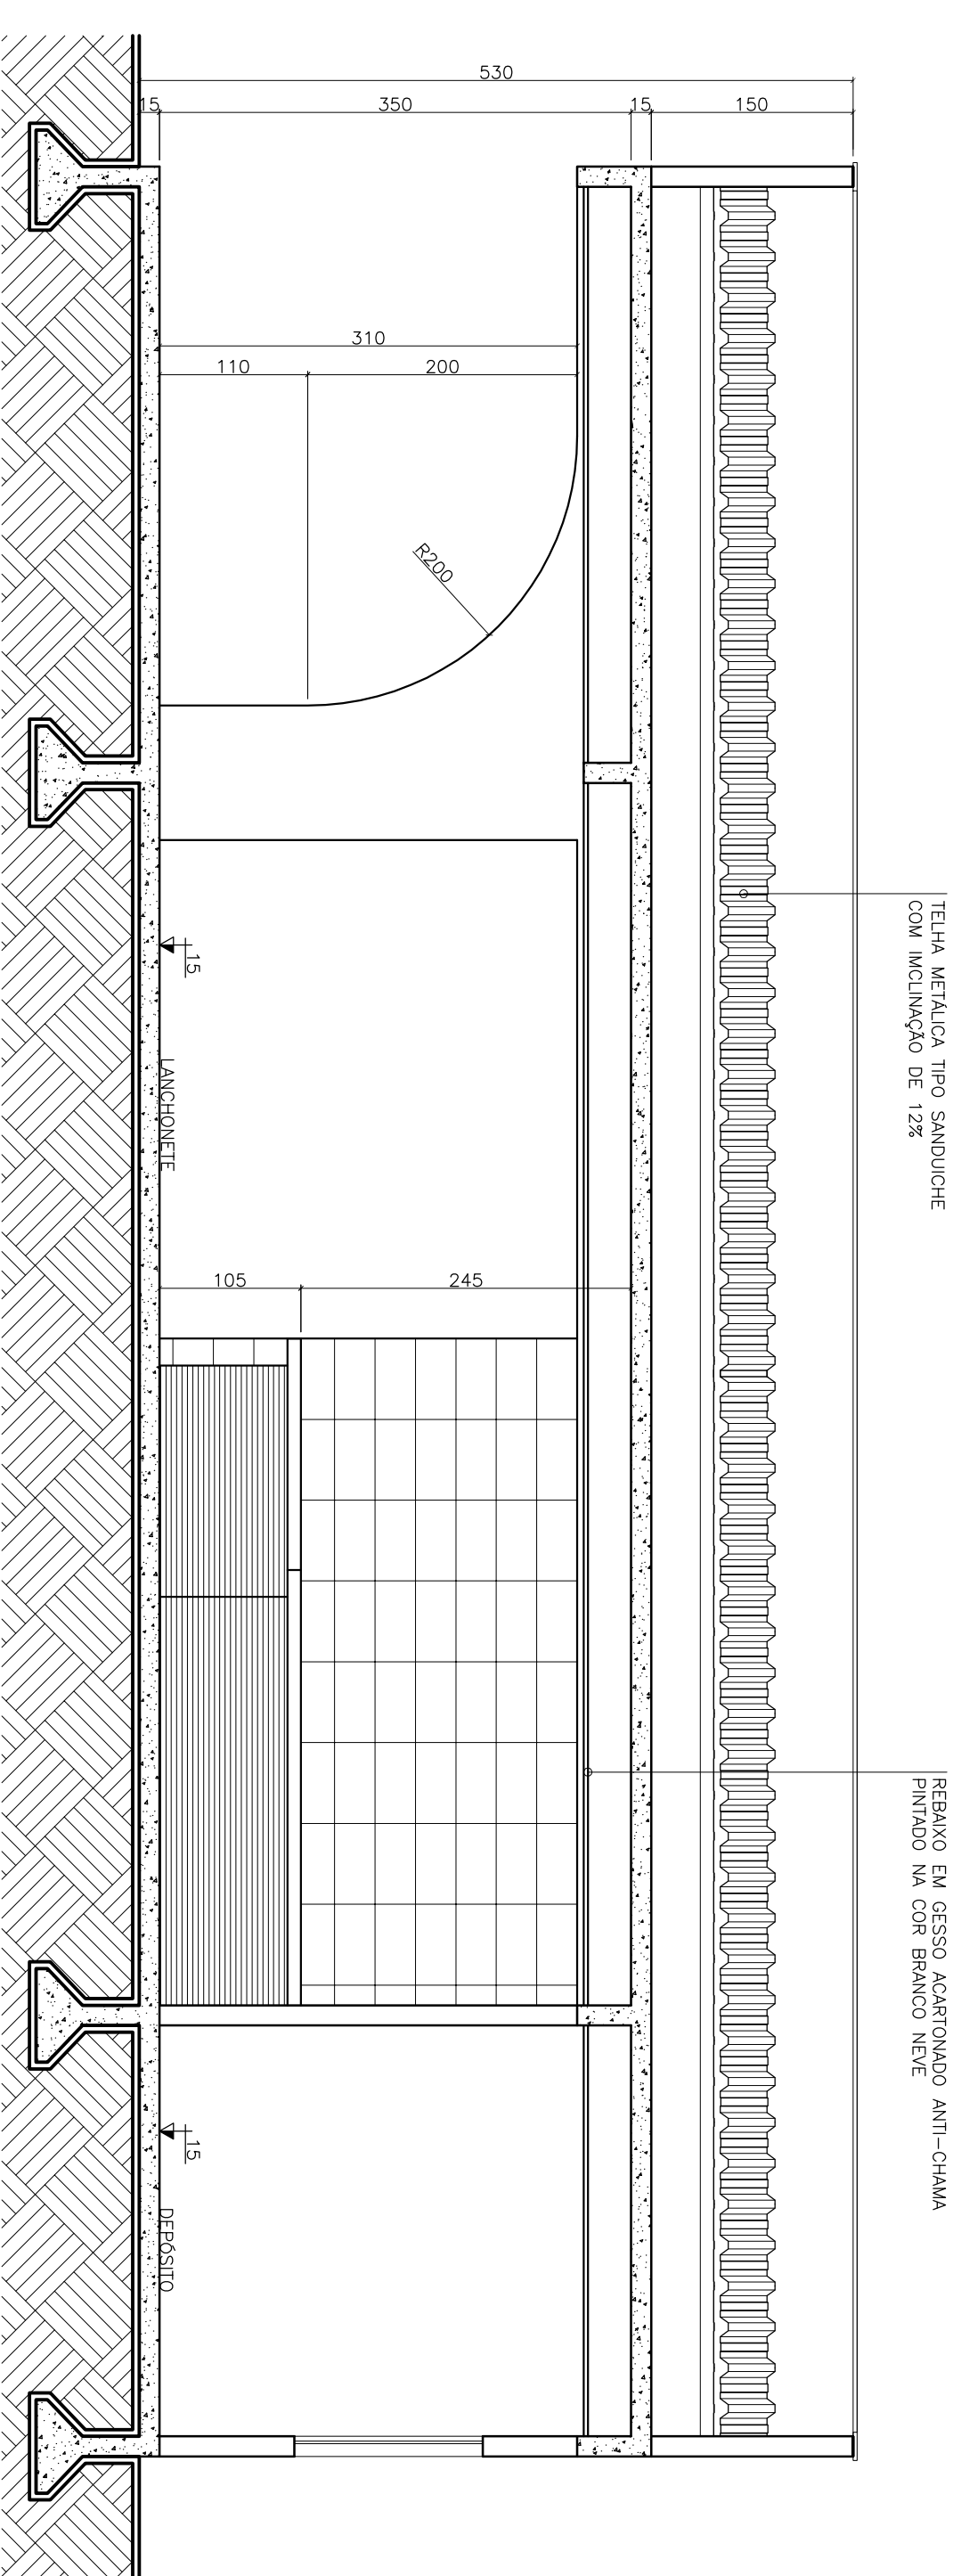 TELHA METÁLICA TIPO SANDUICHE
COM IMCLINAÇÃO DE 12%
REBAIXO EM GESSO ACARTONADO ANTI-CHAMA
PINTADO NA COR BRANCO NEVE
530
150
15
350
15
310
200
110
R200
245
105
15
LANCHONETE
15
DEPÓSITO